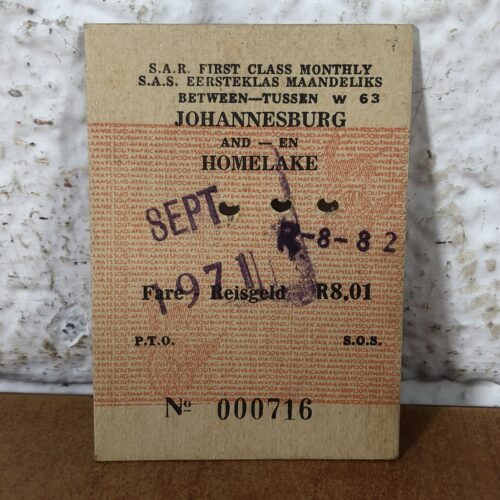 S.A.R. FIRST CLASS MONTHLY
S.A.S. EERSTEKLAS MAANDELIKS
BETWEEN—TUSSEN W 63
JOHANNESBURG
AND — EN
HOMELAKE
SEPT
R-8-82
1971
Fare Reisgeld R8.01
P.T.O. S.O.S.
No 000716